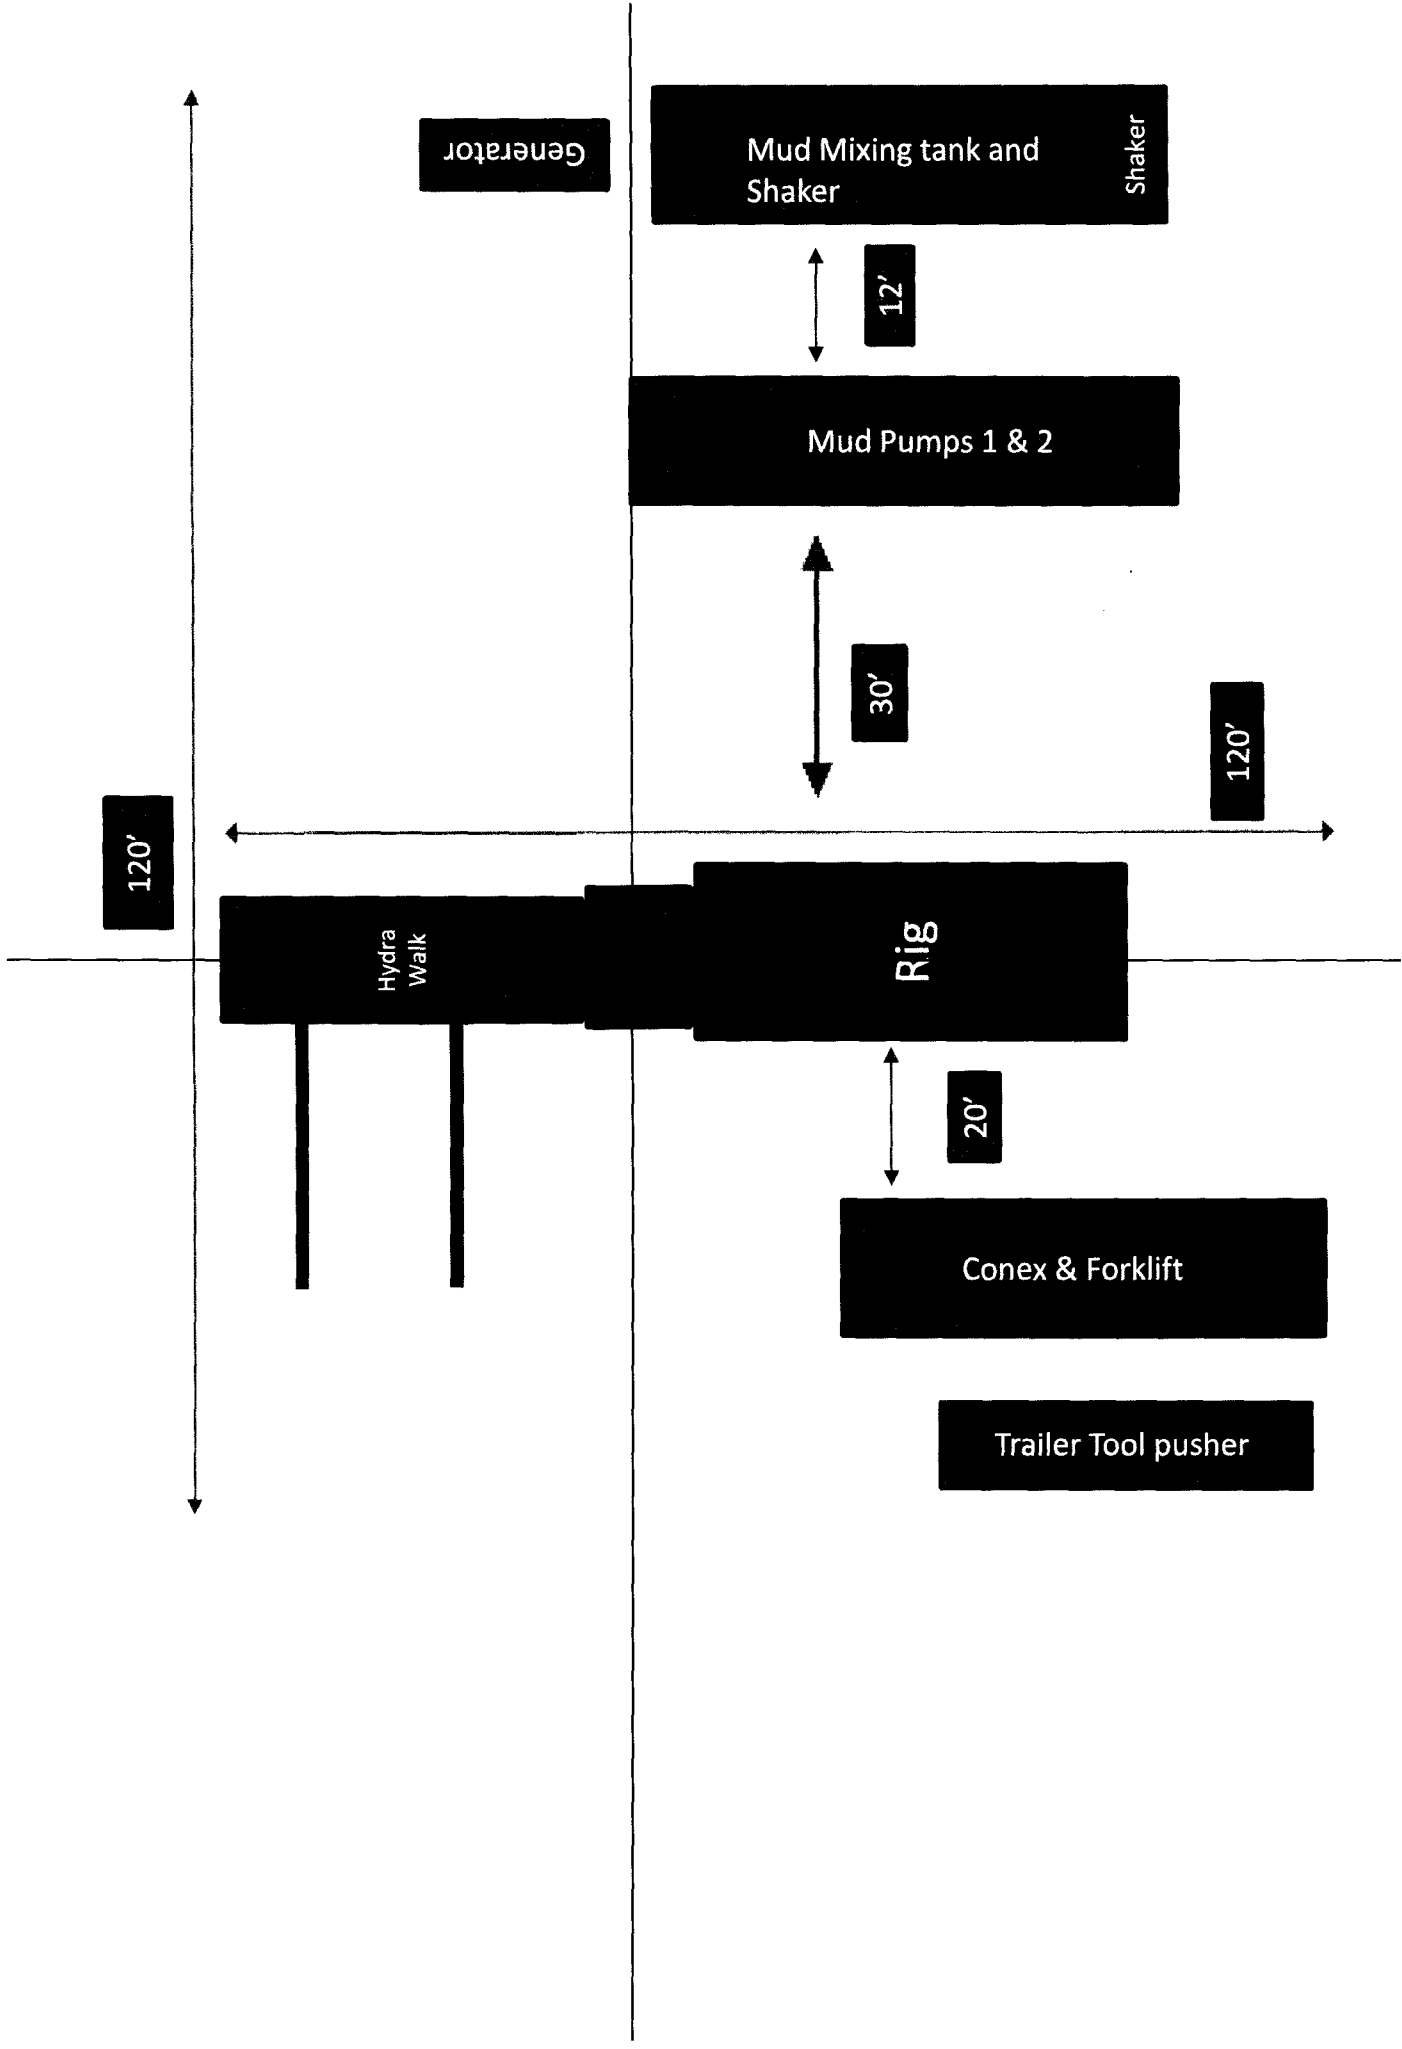 Generator
Mud Mixing tank and
Shaker
Shaker
12'
Mud Pumps 1 & 2
30'
120'
120'
Hydra
Walk
Rig
20'
Conex & Forklift
Trailer Tool pusher